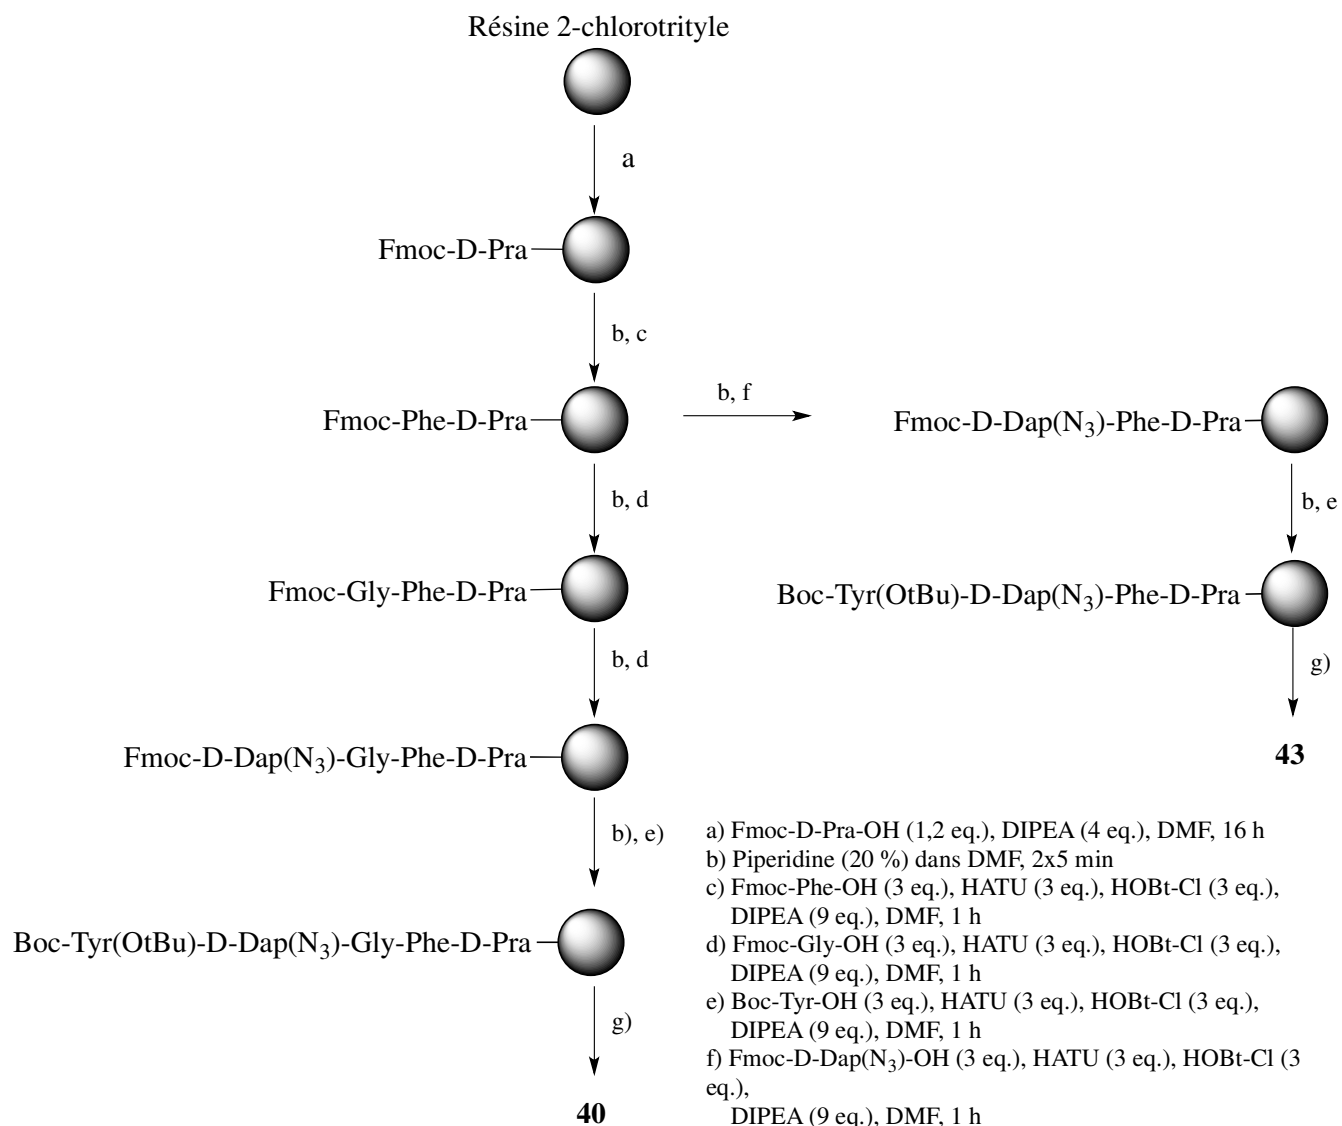 Résine 2-chlorotrityle
a
Fmoc-D-Pra
b, c
Fmoc-Phe-D-Pra
b, f
Fmoc-D-Dap(N3)-Phe-D-Pra
b, d
b, e
Fmoc-Gly-Phe-D-Pra
Boc-Tyr(OtBu)-D-Dap(N3)-Phe-D-Pra
b, d
g)
Fmoc-D-Dap(N3)-Gly-Phe-D-Pra
43
b), e)
Boc-Tyr(OtBu)-D-Dap(N3)-Gly-Phe-D-Pra
g)
40
a) Fmoc-D-Pra-OH (1,2 eq.), DIPEA (4 eq.), DMF, 16 h
b) Piperidine (20 %) dans DMF, 2x5 min
c) Fmoc-Phe-OH (3 eq.), HATU (3 eq.), HOBt-Cl (3 eq.),
DIPEA (9 eq.), DMF, 1 h
d) Fmoc-Gly-OH (3 eq.), HATU (3 eq.), HOBt-Cl (3 eq.),
DIPEA (9 eq.), DMF, 1 h
e) Boc-Tyr-OH (3 eq.), HATU (3 eq.), HOBt-Cl (3 eq.),
DIPEA (9 eq.), DMF, 1 h
f) Fmoc-D-Dap(N3)-OH (3 eq.), HATU (3 eq.), HOBt-Cl (3
eq.),
DIPEA (9 eq.), DMF, 1 h